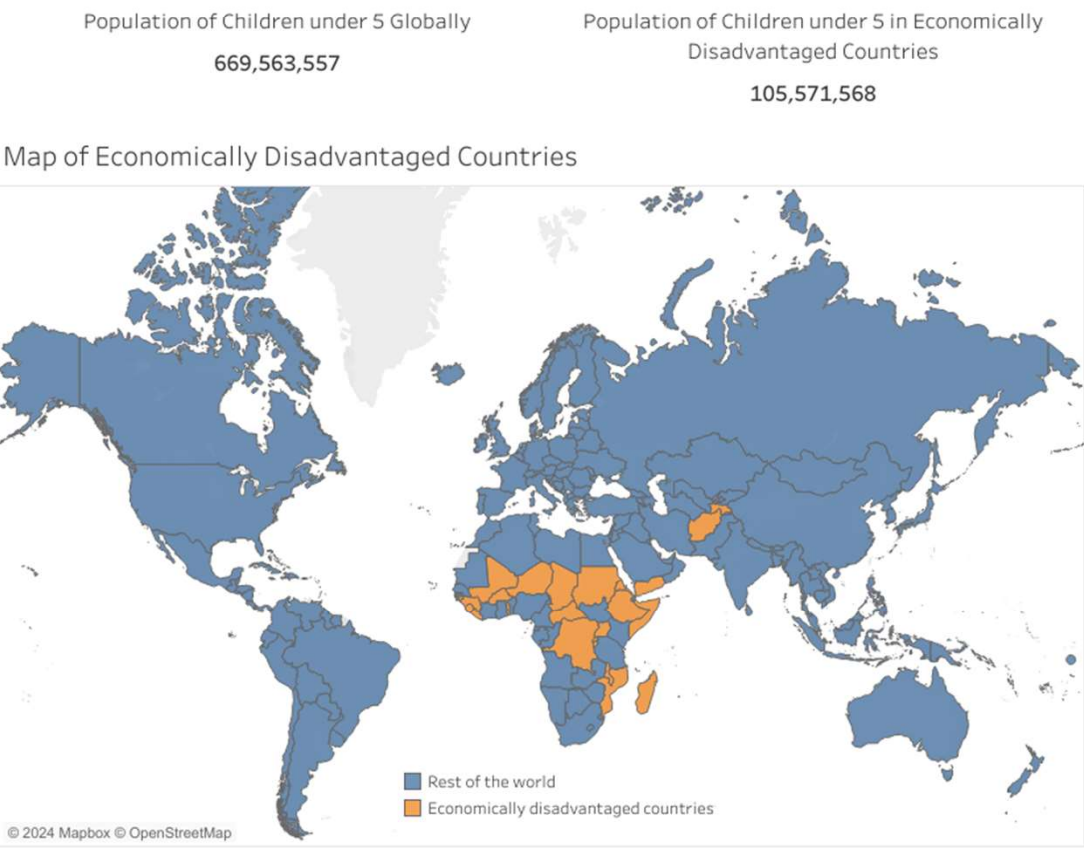 Population of Children under 5 Globally
669,563,557
Population of Children under 5 in Economically
Disadvantaged Countries
105,571,568
Map of Economically Disadvantaged Countries
Rest of the world
Economically disadvantaged countries
© 2024 Mapbox © OpenStreetMap